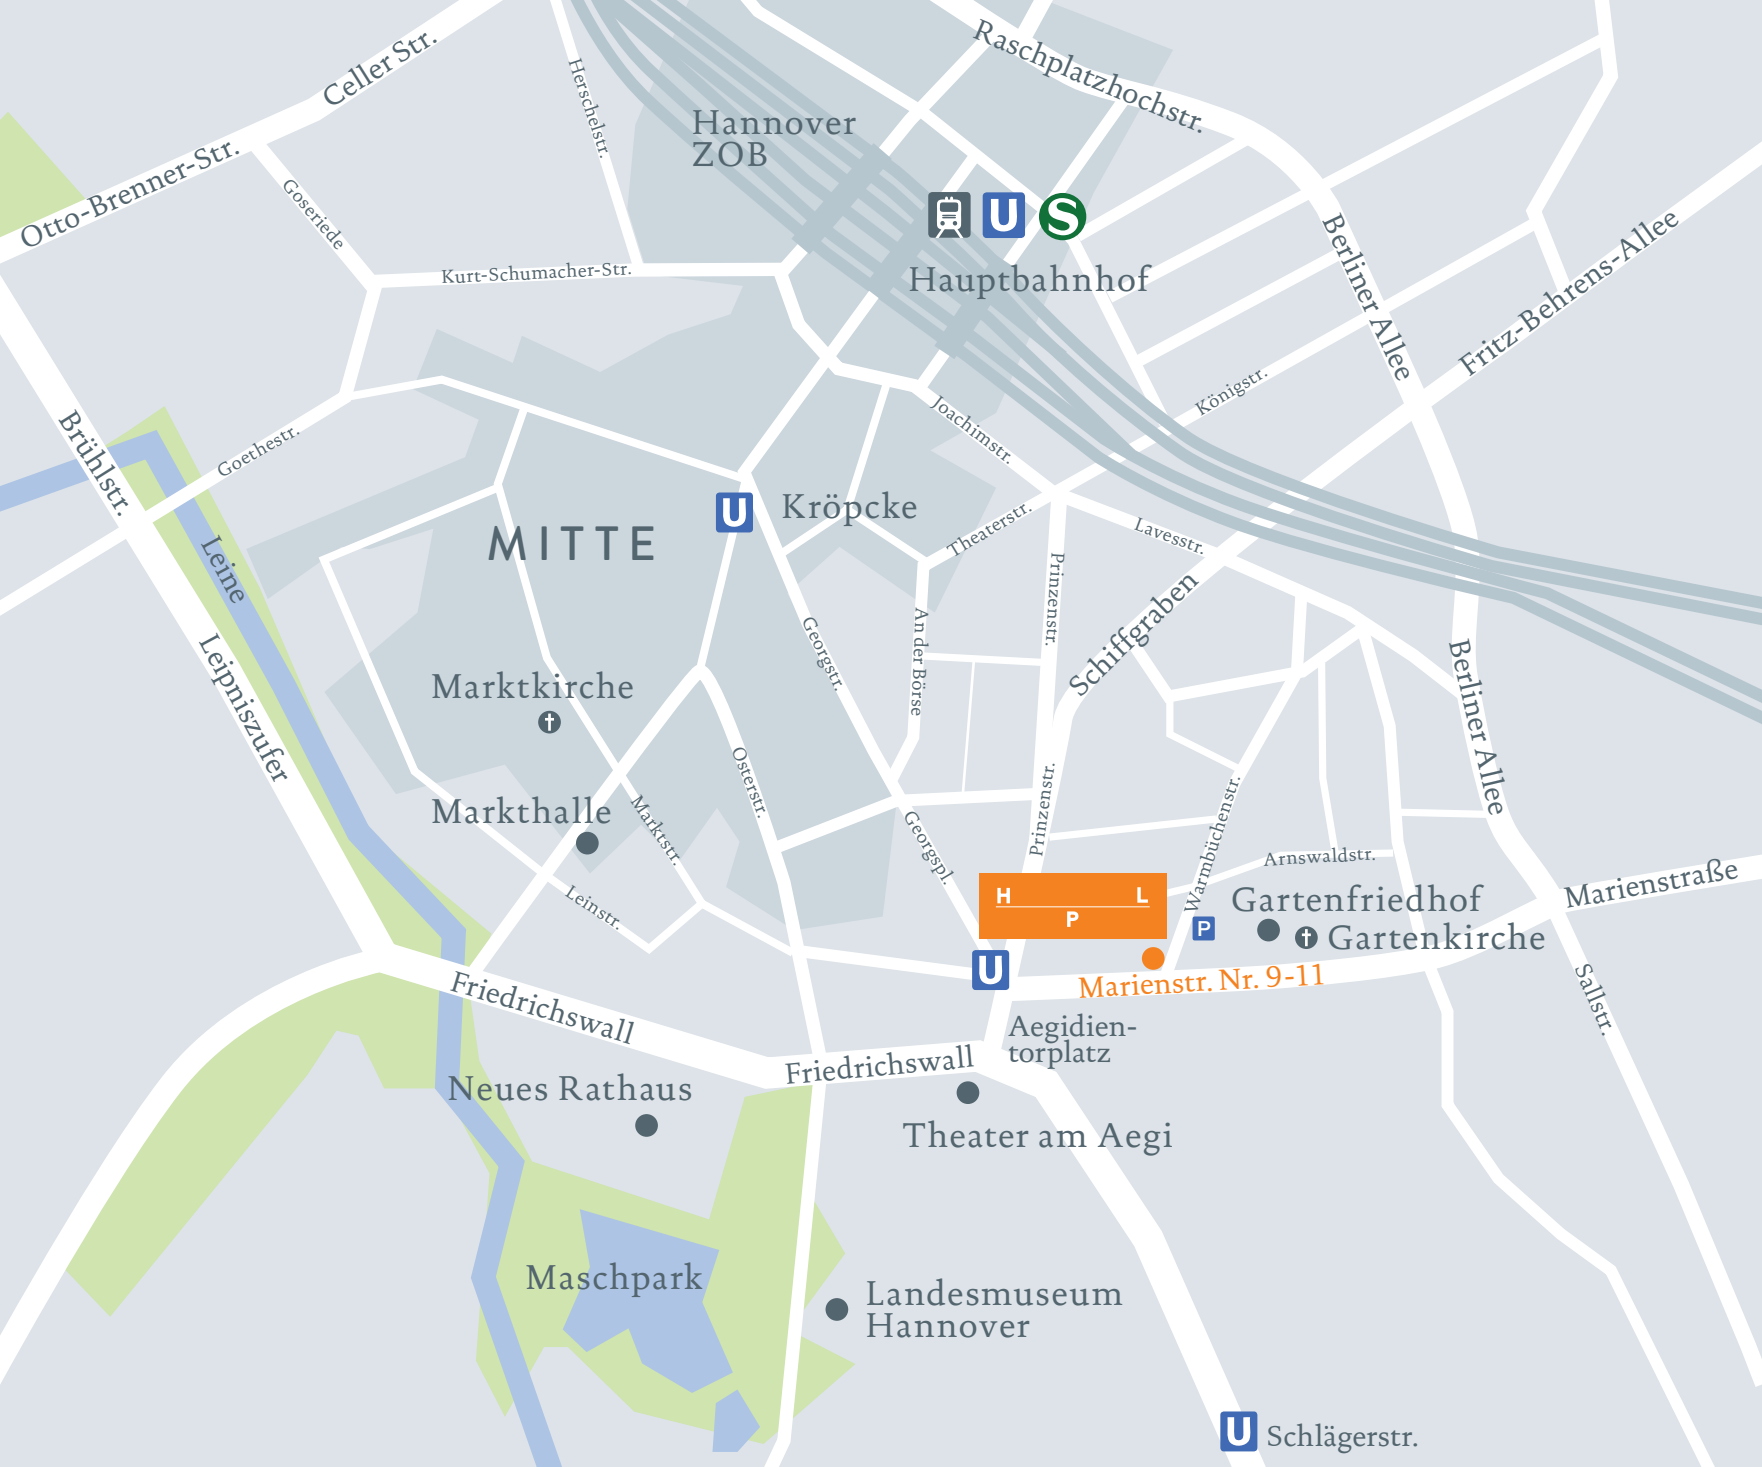 Raschplatzhochstr.
Celler Str.
Herschelstr.
Hannover
ZOB
Otto-Brenner-Str.
Goseriede
U
S
Hauptbahnhof
Kurt-Schumacher-Str.
Berliner Allee
Fritz-Behrens-Allee
Königstr.
Joachimstr.
Brühlstr.
Goethestr.
U
Kröpcke
MITTE
Theaterstr.
Lavesstr.
Leine
Prinzenstr.
Schiffgraben
An der Börse
Georgstr.
Leipniszufer
Marktkirche
Berliner Allee
Osterstr.
Prinzenstr.
Markthalle
Marktstr.
Georgspl.
Warmbüchenstr.
Arnswaldstr.
Marienstraße
H L
P
Gartenfriedhof
P
Gartenkirche
Leinstr.
U
Marienstr. Nr. 9-11
Sallstr.
Friedrichswall
Aegidien-
torplatz
Friedrichswall
Neues Rathaus
Theater am Aegi
Maschpark
Landesmuseum
Hannover
U
Schlägerstr.